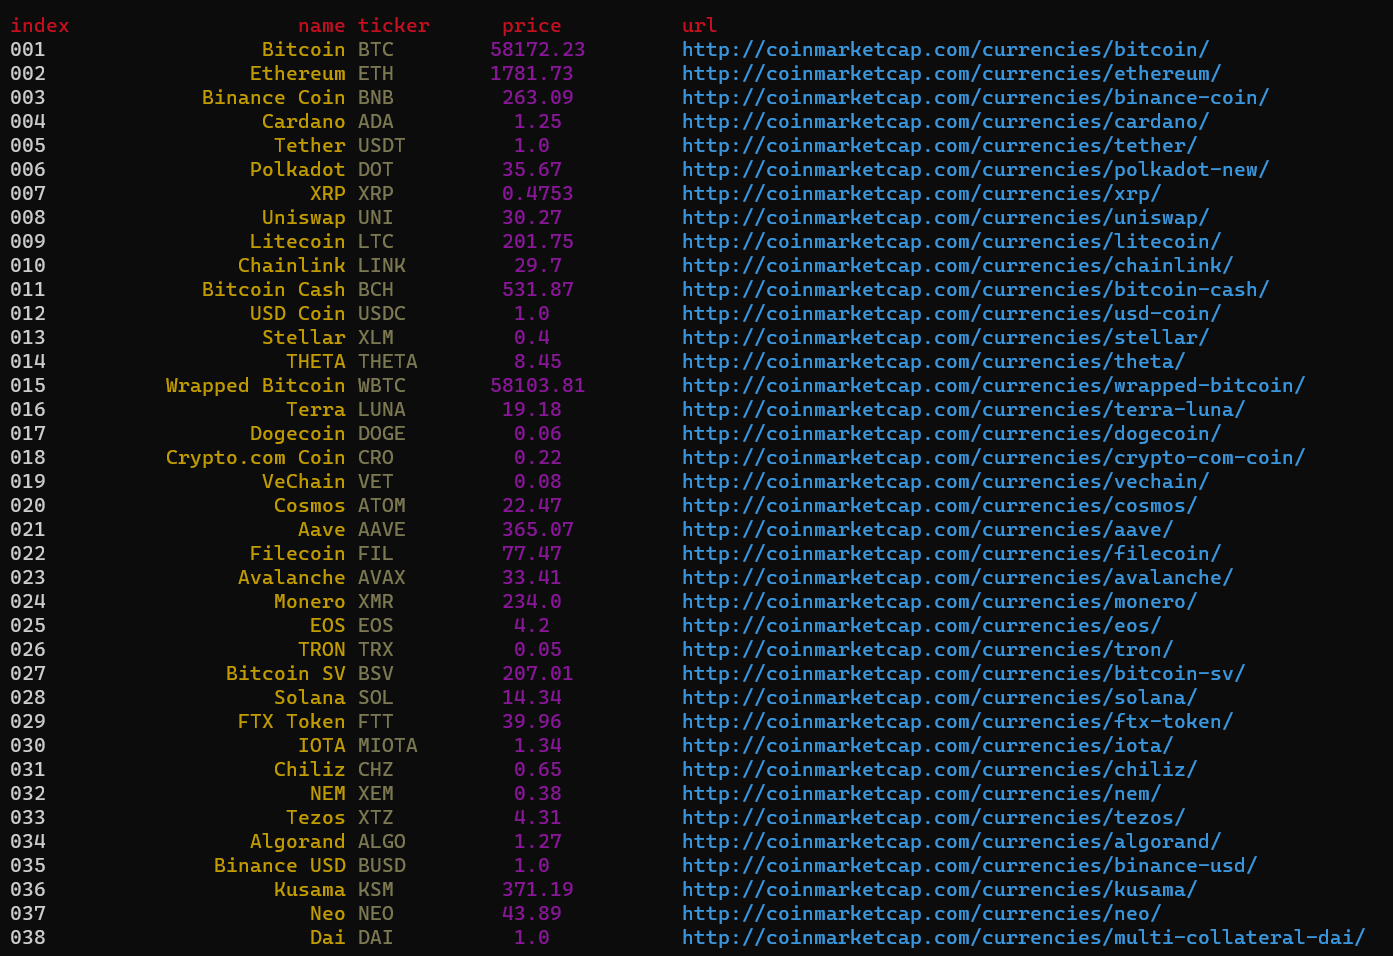 index name ticker price url
001 Bitcoin BTC 58172.23 http://coinmarketcap.com/currencies/bitcoin/
002 Ethereum ETH 1781.73 http://coinmarketcap.com/currencies/ethereum/
003 Binance Coin BNB 263.09 http://coinmarketcap.com/currencies/binance-coin/
004 Cardano ADA 1.25 http://coinmarketcap.com/currencies/cardano/
005 Tether USDT 1.0 http://coinmarketcap.com/currencies/tether/
006 Polkadot DOT 35.67 http://coinmarketcap.com/currencies/polkadot-new/
007 XRP XRP 0.4753 http://coinmarketcap.com/currencies/xrp/
008 Uniswap UNI 30.27 http://coinmarketcap.com/currencies/uniswap/
009 Litecoin LTC 201.75 http://coinmarketcap.com/currencies/litecoin/
010 Chainlink LINK 29.7 http://coinmarketcap.com/currencies/chainlink/
011 Bitcoin Cash BCH 531.87 http://coinmarketcap.com/currencies/bitcoin-cash/
012 USD Coin USDC 1.0 http://coinmarketcap.com/currencies/usd-coin/
013 Stellar XLM 0.4 http://coinmarketcap.com/currencies/stellar/
014 THETA THETA 8.45 http://coinmarketcap.com/currencies/theta/
015 Wrapped Bitcoin WBTC 58103.81 http://coinmarketcap.com/currencies/wrapped-bitcoin/
016 Terra LUNA 19.18 http://coinmarketcap.com/currencies/terra-luna/
017 Dogecoin DOGE 0.06 http://coinmarketcap.com/currencies/dogecoin/
018 Crypto.com Coin CRO 0.22 http://coinmarketcap.com/currencies/crypto-com-coin/
019 VeChain VET 0.08 http://coinmarketcap.com/currencies/vechain/
020 Cosmos ATOM 22.47 http://coinmarketcap.com/currencies/cosmos/
021 Aave AAVE 365.07 http://coinmarketcap.com/currencies/aave/
022 Filecoin FIL 77.47 http://coinmarketcap.com/currencies/filecoin/
023 Avalanche AVAX 33.41 http://coinmarketcap.com/currencies/avalanche/
024 Monero XMR 234.0 http://coinmarketcap.com/currencies/monero/
025 EOS EOS 4.2 http://coinmarketcap.com/currencies/eos/
026 TRON TRX 0.05 http://coinmarketcap.com/currencies/tron/
027 Bitcoin SV BSV 207.01 http://coinmarketcap.com/currencies/bitcoin-sv/
028 Solana SOL 14.34 http://coinmarketcap.com/currencies/solana/
029 FTX Token FTT 39.96 http://coinmarketcap.com/currencies/ftx-token/
030 IOTA MIOTA 1.34 http://coinmarketcap.com/currencies/iota/
031 Chiliz CHZ 0.65 http://coinmarketcap.com/currencies/chiliz/
032 NEM XEM 0.38 http://coinmarketcap.com/currencies/nem/
033 Tezos XTZ 4.31 http://coinmarketcap.com/currencies/tezos/
034 Algorand ALGO 1.27 http://coinmarketcap.com/currencies/algorand/
035 Binance USD BUSD 1.0 http://coinmarketcap.com/currencies/binance-usd/
036 Kusama KSM 371.19 http://coinmarketcap.com/currencies/kusama/
037 Neo NEO 43.89 http://coinmarketcap.com/currencies/neo/
038 Dai DAI 1.0 http://coinmarketcap.com/currencies/multi-collateral-dai/